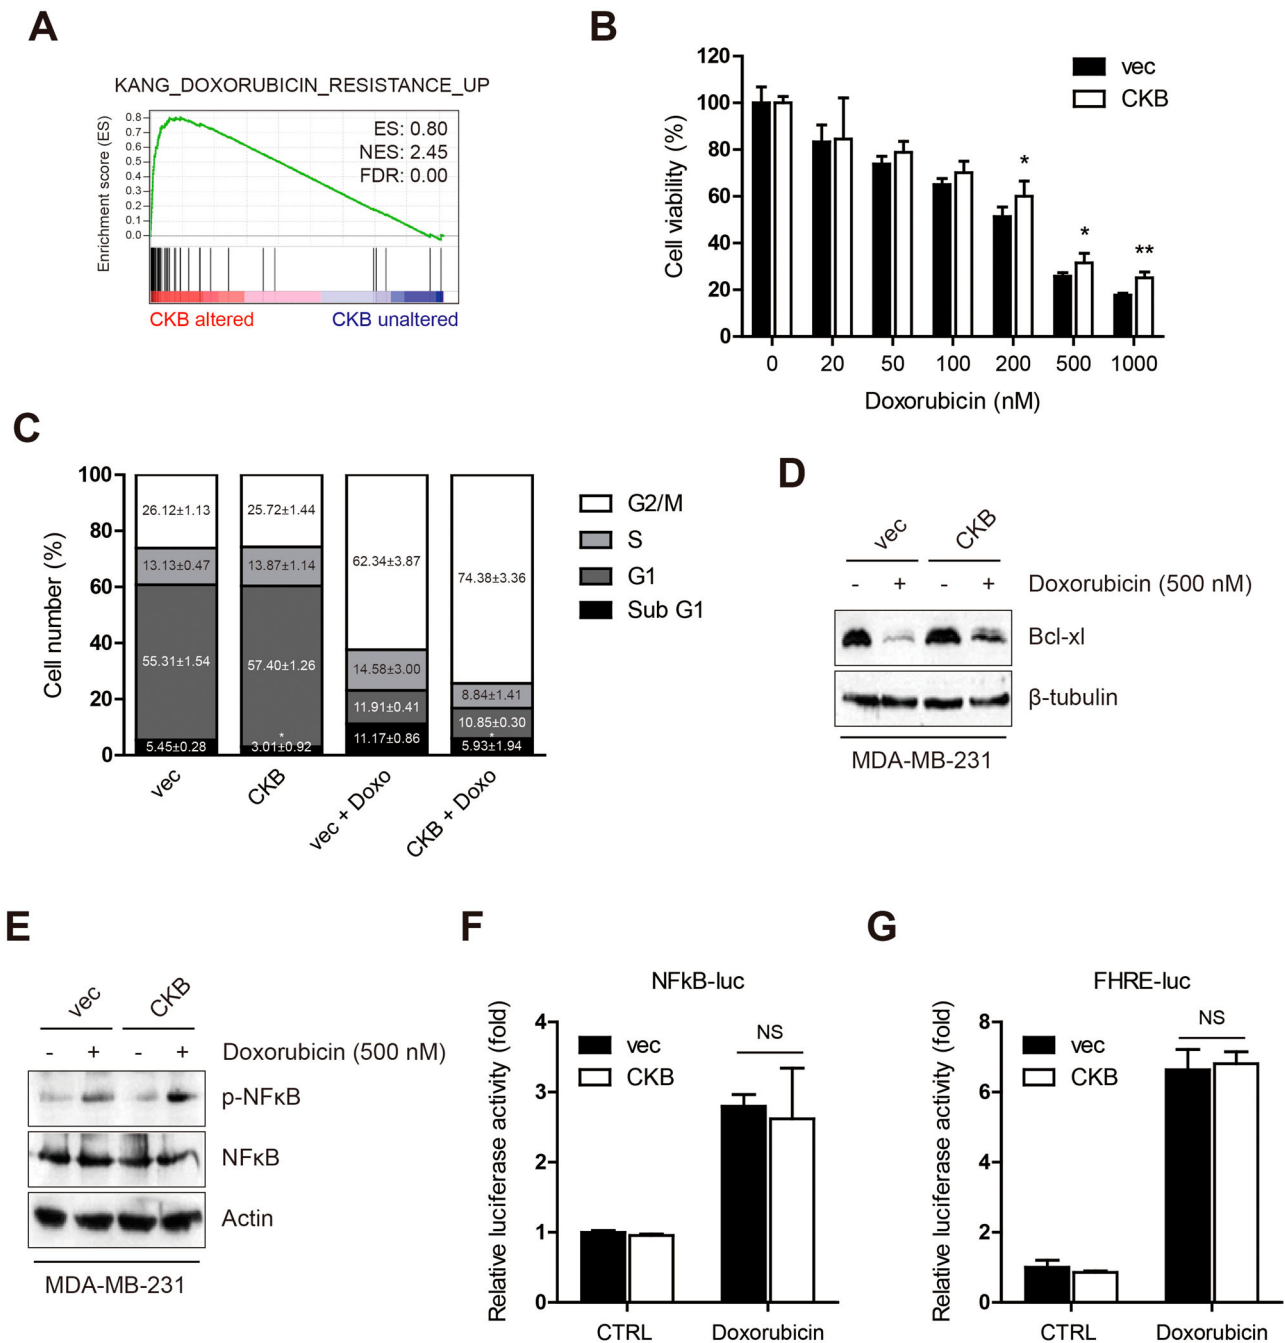 A
KANG_DOXORUBICIN_RESISTANCE_UP
Enrichment score (ES)
0.8
0.7
0.6
0.5
0.4
0.3
0.2
0.1
0.0
ES: 0.80
NES: 2.45
FDR: 0.00
CKB altered
CKB unaltered
B
Cell viability (%)
120
100
80
60
40
20
0
vec
CKB
*
*
**
0 20 50 100 200 500 1000
Doxorubicin (nM)
C
Cell number (%)
100
80
60
40
20
0
26.12±1.13
13.13±0.47
55.31±1.54
5.45±0.28
25.72±1.44
13.87±1.14
57.40±1.26
*
3.01±0.92
62.34±3.87
14.58±3.00
11.91±0.41
11.17±0.86
74.38±3.36
8.84±1.41
10.85±0.30
*
5.93±1.94
vec
CKB
vec + Doxo
CKB + Doxo
G2/M
S
G1
Sub G1
D
vec
CKB
- + - + Doxorubicin (500 nM)
Bcl-xl
β-tubulin
MDA-MB-231
E
vec
CKB
- + - + Doxorubicin (500 nM)
p-NFκB
NFκB
Actin
MDA-MB-231
F
NFkB-luc
Relative luciferase activity (fold)
4
3
2
1
0
vec
CKB
NS
CTRL
Doxorubicin
G
FHRE-luc
Relative luciferase activity (fold)
8
6
4
2
0
vec
CKB
NS
CTRL
Doxorubicin